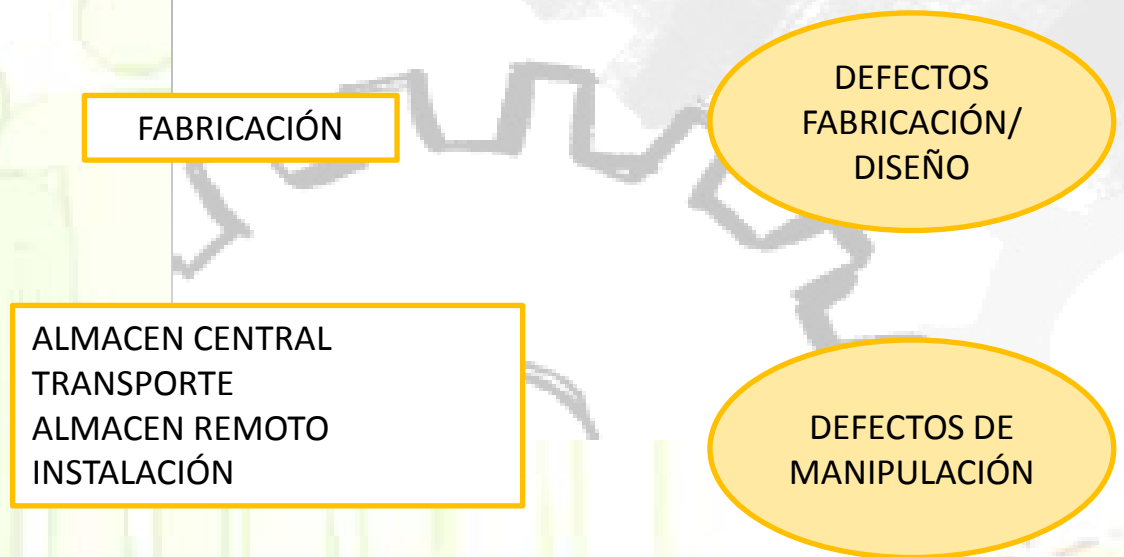 FABRICACIÓN
DEFECTOS
FABRICACIÓN/
DISEÑO
ALMACEN CENTRAL
TRANSPORTE
ALMACEN REMOTO
INSTALACIÓN
DEFECTOS DE
MANIPULACIÓN